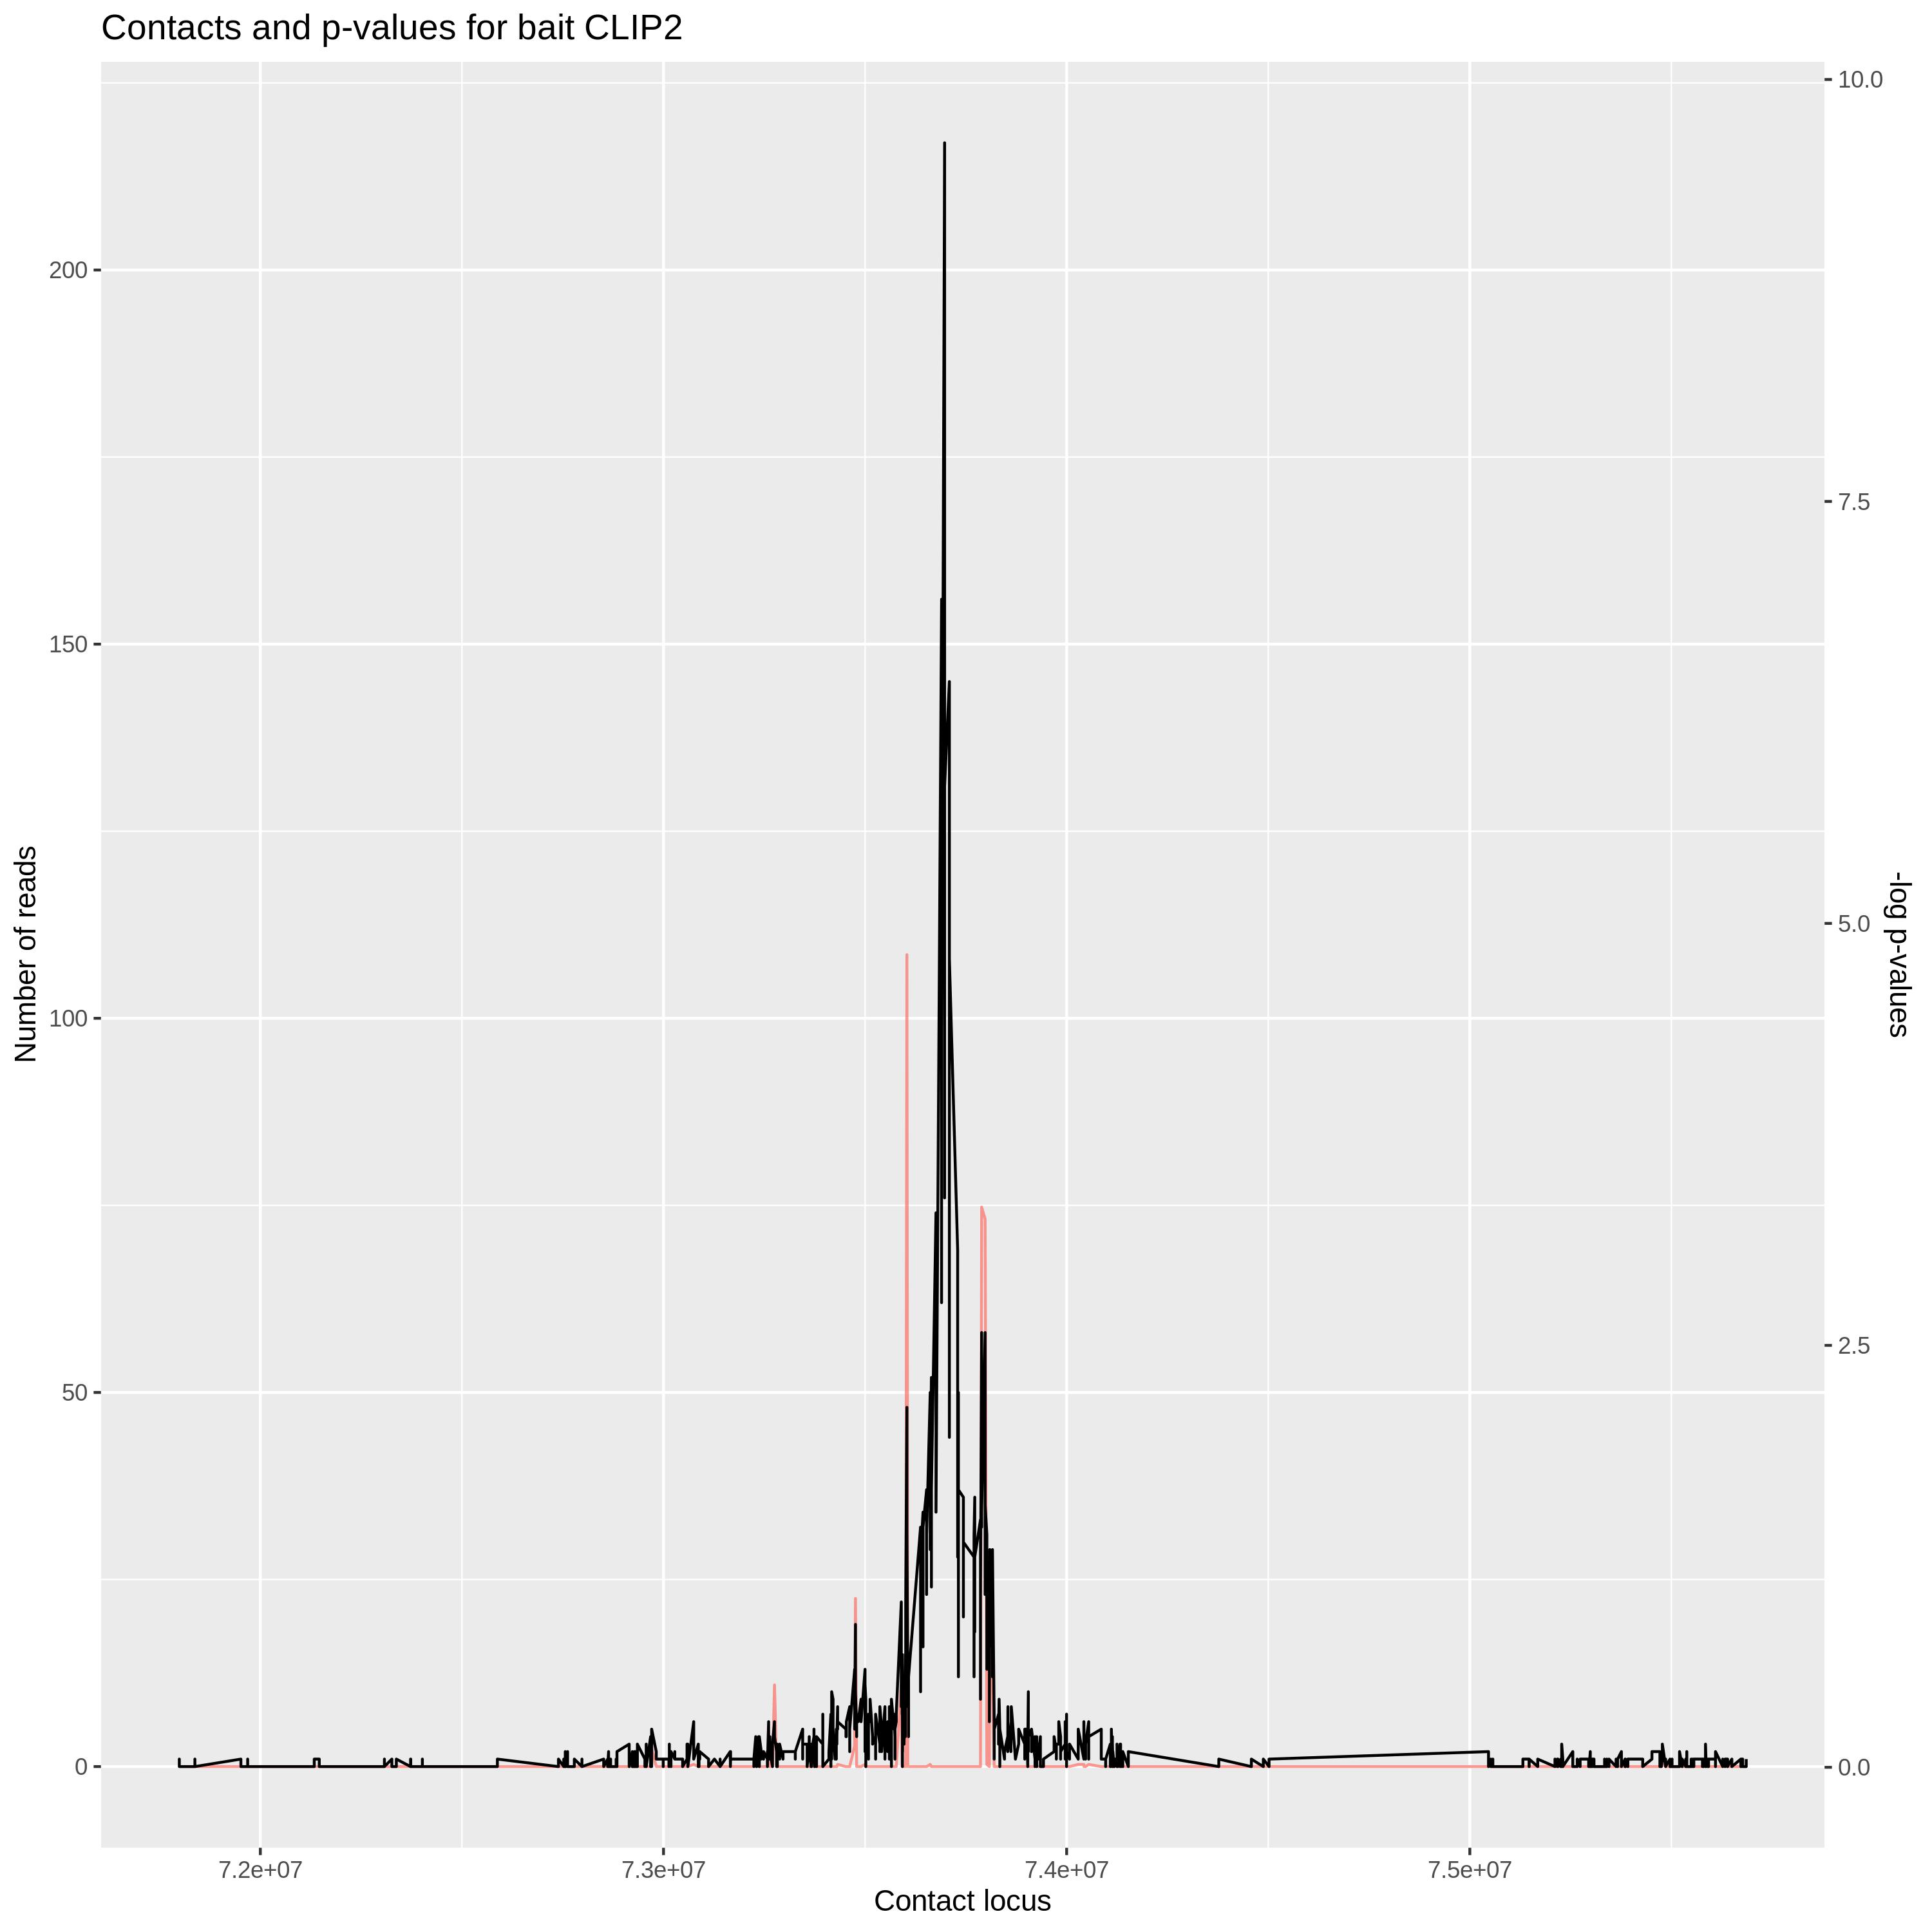 Contacts and p-values for bait CLIP2
10.0
200
7.5
150
Number of reads
-log p-values
5.0
100
2.5
50
0
0.0
7.2e+07
7.3e+07
7.4e+07
7.5e+07
Contact locus